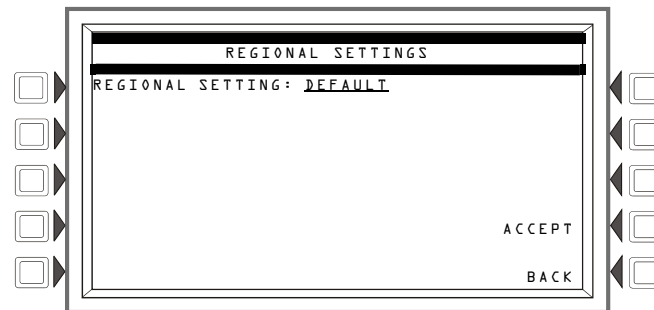 REGIONAL SETTINGS
REGIONAL SETTING: DEFAULT
ACCEPT
BACK